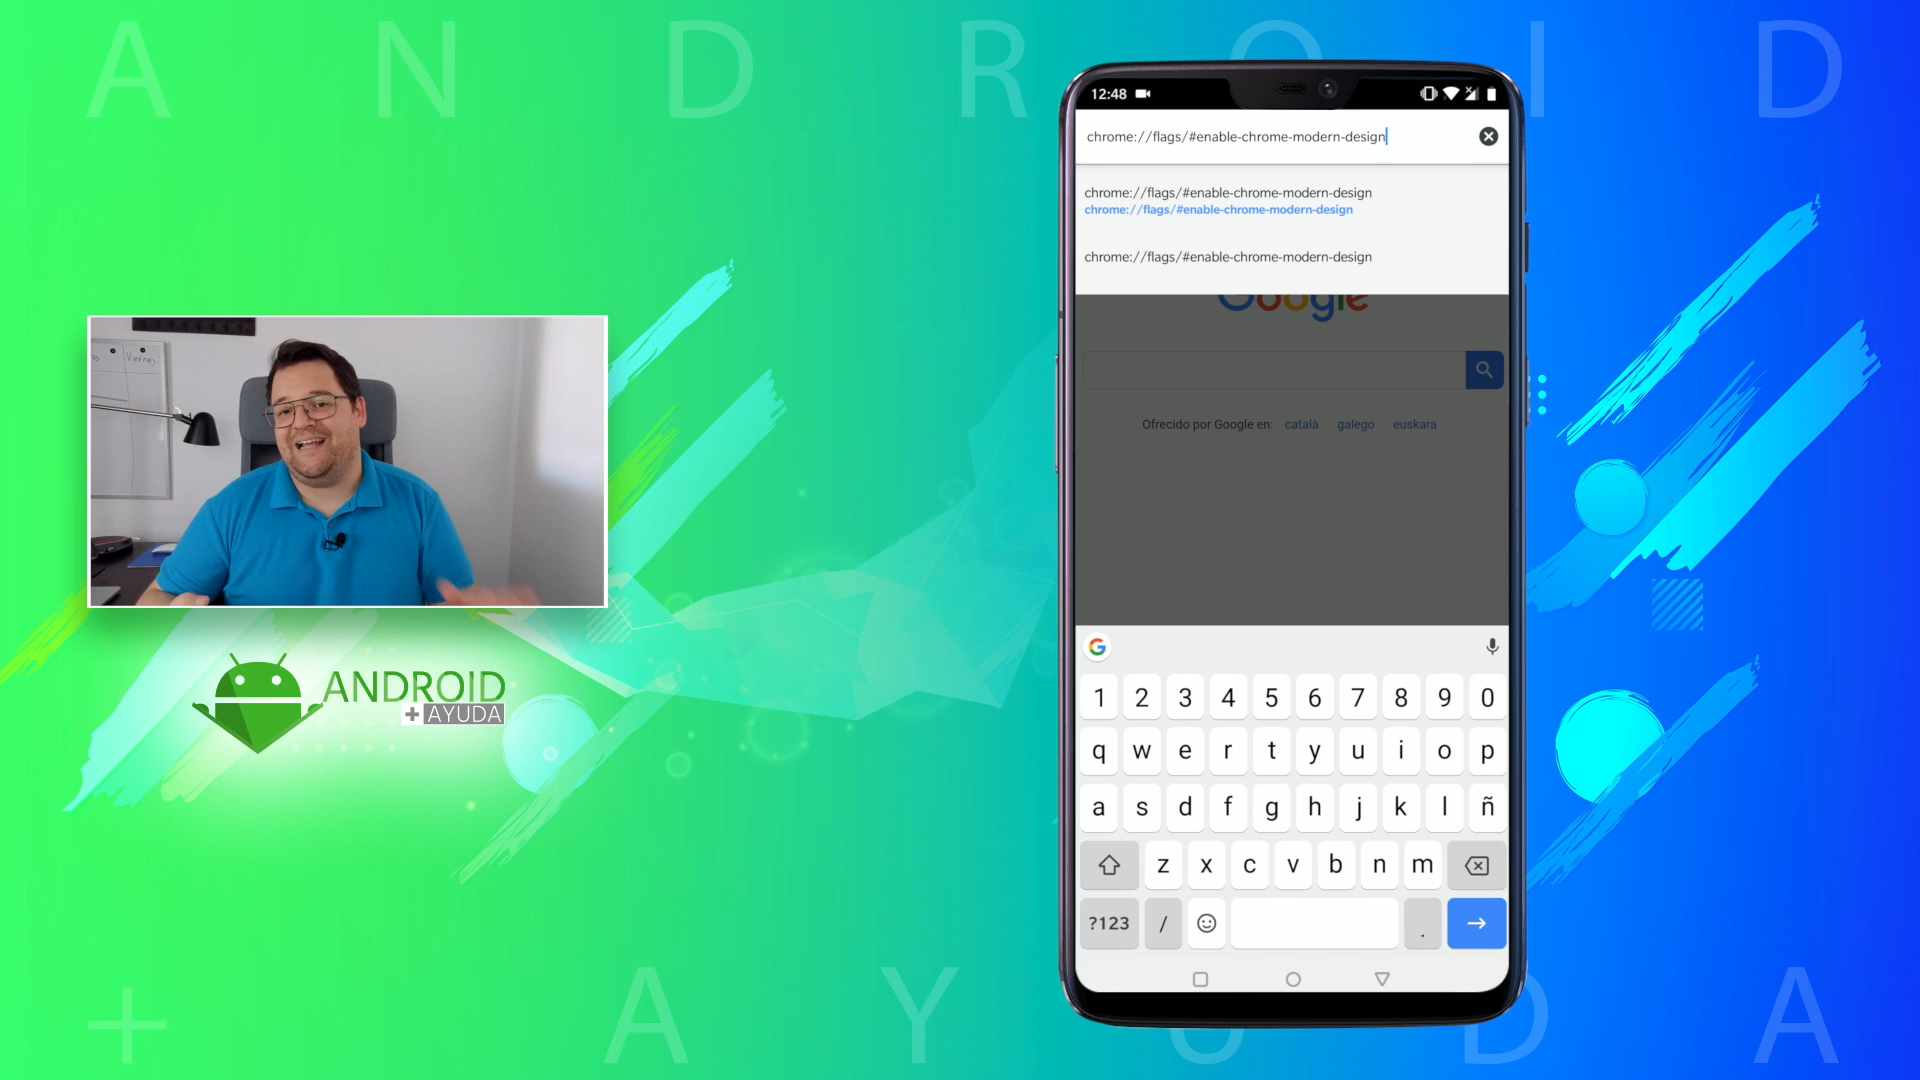 A N D R O I D
12:48
chrome://flags/#enable-chrome-modern-design
chrome://flags/#enable-chrome-modern-design
chrome://flags/#enable-chrome-modern-design
chrome://flags/#enable-chrome-modern-design
Google
Ofrecido por Google en: català galego euskara
Viernes
ANDROID
+ AYUDA
G
1 2 3 4 5 6 7 8 9 0
q w e r t y u i o p
a s d f g h j k l ñ
z x c v b n m
?123 / .
+ A Y U D A